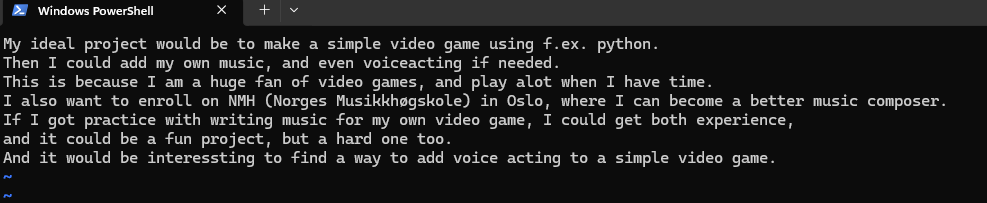 Windows PowerShell
My ideal project would be to make a simple video game using f.ex. python.
Then I could add my own music, and even voiceacting if needed.
This is because I am a huge fan of video games, and play alot when I have time.
I also want to enroll on NMH (Norges Musikkhøgskole) in Oslo, where I can become a better music composer.
If I got practice with writing music for my own video game, I could get both experience,
and it could be a fun project, but a hard one too.
And it would be interessting to find a way to add voice acting to a simple video game.
~
~